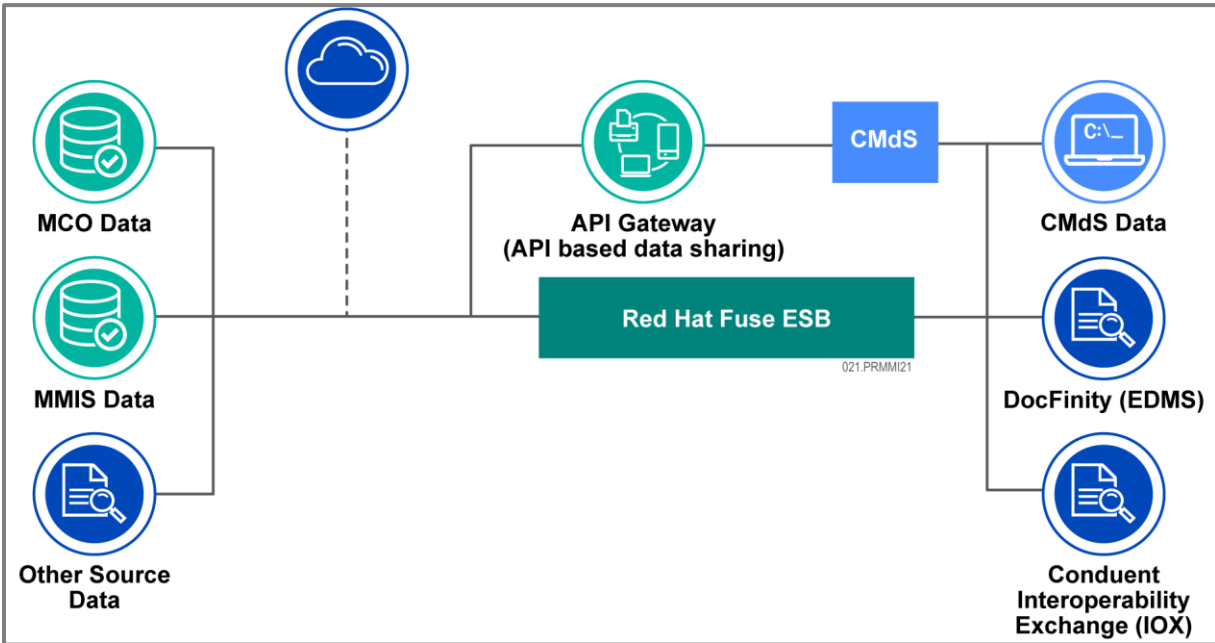 MCO Data
MMIS Data
Other Source
Data
API Gateway
(API based data sharing)
CMdS
Red Hat Fuse ESB
021.PRMMI21
C:\_
CMdS Data
DocFinity (EDMS)
Conduent
Interoperability
Exchange (IOX)